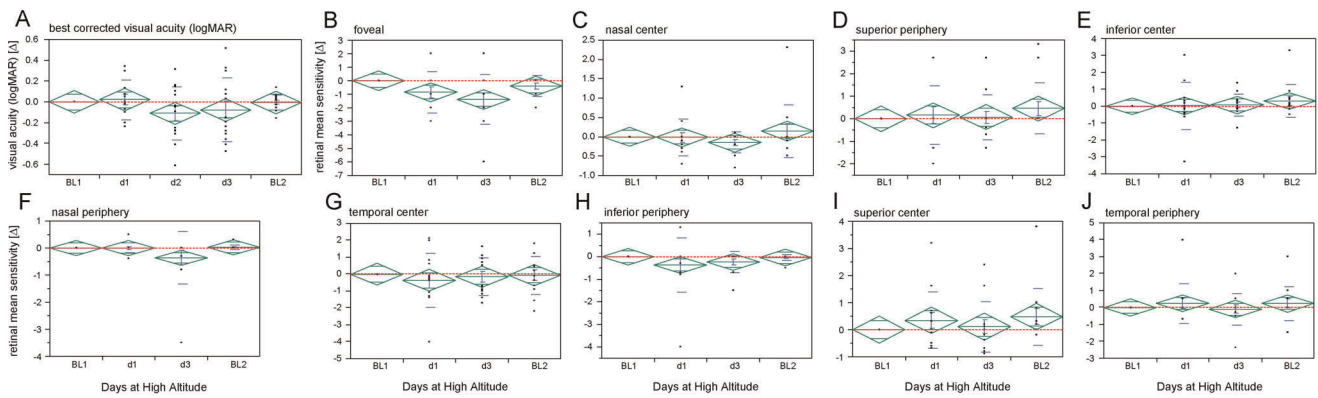 A best corrected visual acuity (logMAR)
visual acuity (logMAR) [Δ]
0.6
0.4
0.2
0.0
-0.2
-0.4
-0.6
BL1 d1 d2 d3 BL2
B foveal
retinal mean sensitivity [Δ]
3
2
1
0
-1
-2
-3
-4
-5
-6
-7
BL1 d1 d3 BL2
C nasal center
2.5
2.0
1.5
1.0
0.5
0.0
-0.5
1.0
BL1 d1 d3 BL2
D superior periphery
3
2
1
0
-1
-2
BL1 d1 d3 BL2
E inferior center
4
2
0
-2
-4
BL1 d1 d3 BL2
F nasal periphery
retinal mean sensitivity [Δ]
1
0
-1
-2
-3
-4
BL1 d1 d3 BL2
Days at High Altitude
G temporal center
3
2
1
0
-1
-2
-3
-4
-5
BL1 d1 d3 BL2
Days at High Altitude
H inferior periphery
1
0
-1
-2
-3
-4
BL1 d1 d3 BL2
Days at High Altitude
I superior center
4
3
2
1
0
-1
BL1 d1 d3 BL2
Days at High Altitude
J temporal periphery
5
4
3
2
1
0
-1
-2
-3
BL1 d1 d3 BL2
Days at High Altitude